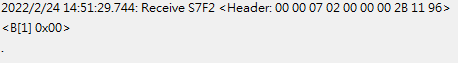 2022/2/24 14:51:29.744: Receive S7F2 <Header: 00 00 07 02 00 00 00 2B 11 96>
<B[1] 0x00>
.